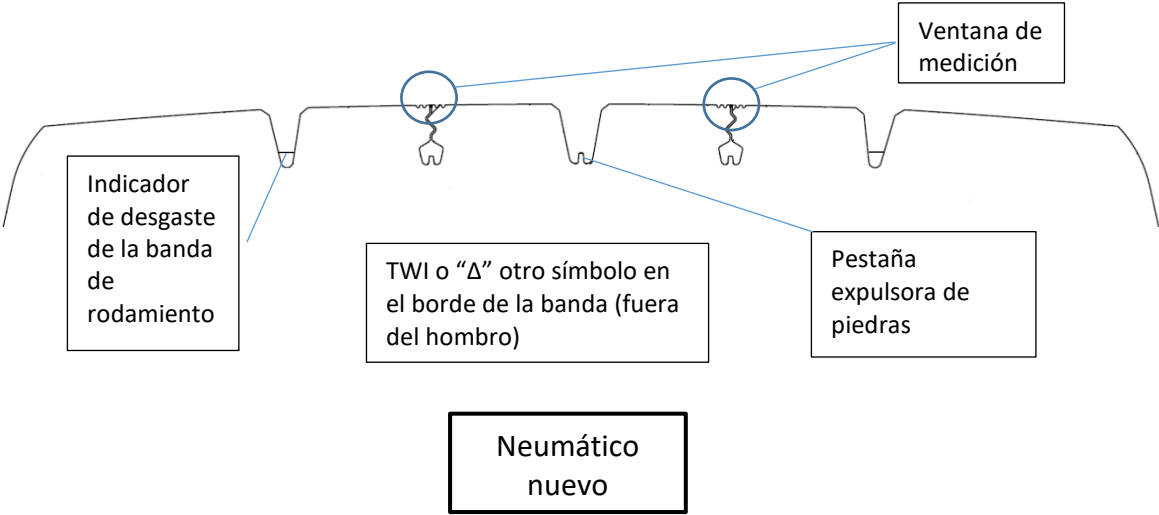 Ventana de
medición
Indicador
de desgaste
de la banda
de
rodamiento
TWI o “Δ” otro símbolo en
el borde de la banda (fuera
del hombro)
Pestaña
expulsora de
piedras
Neumático
nuevo